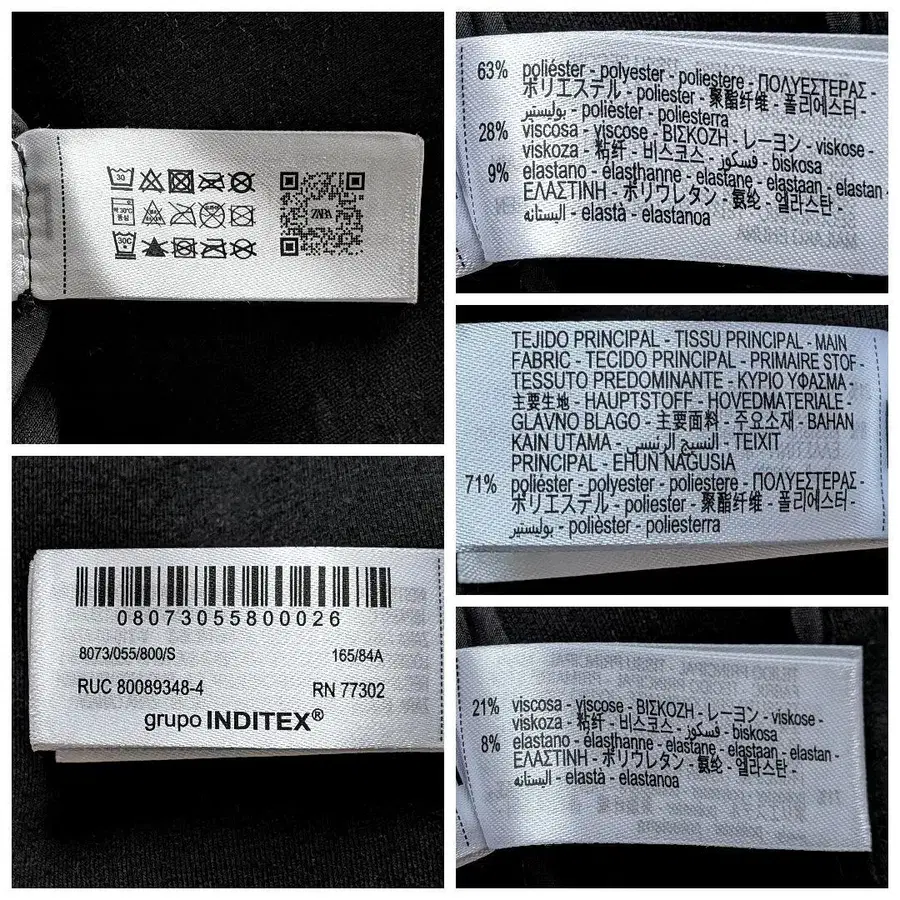 30
ZARA
30C
63% poliéster - polyester - poliestere - ΠΟΛΥΕΣΤΕΡΑΣ -
ポリエステル - poliester - 聚酯纤维 - 폴리에스터 -
بوليستير - polièster - poliesterra
28% viscosa - viscose - ΒΙΣΚΟΖΗ - レーヨン - viskose -
viskoza - 粘纤 - 비스코스 - فسكوز - biskosa
9% elastano - élasthanne - elastane - elastaan - elastan -
ΕΛΑΣΤΙΝΗ - ポリウレタン - 氨纶 - 엘라스탄 -
اليستانه - elastà - elastanoa
TEJIDO PRINCIPAL - TISSU PRINCIPAL - MAIN
FABRIC - TECIDO PRINCIPAL - PRIMAIRE STOF -
TESSUTO PREDOMINANTE - ΚΥΡΙΟ ΥΦΑΣΜΑ -
主要生地 - HAUPTSTOFF - HOVEDMATERIALE -
GLAVNO BLAGO - 主要面料 - 주요소재 - BAHAN
KAIN UTAMA - النسيج الرئيسي - TEIXIT
PRINCIPAL - EHUN NAGUSIA
71% poliéster - polyester - poliestere - ΠΟΛΥΕΣΤΕΡΑΣ -
ポリエステル - poliester - 聚酯纤维 - 폴리에스터 -
بوليستير - polièster - poliesterra
08073055800026
8073/055/800/S 165/84A
RUC 80089348-4 RN 77302
grupo INDITEX®
21% viscosa - viscose - ΒΙΣΚΟΖΗ - レーヨン - viskose -
viskoza - 粘纤 - 비스코스 - فسكوز - biskosa
8% elastano - élasthanne - elastane - elastaan - elastan -
ΕΛΑΣΤΙΝΗ - ポリウレタン - 氨纶 - 엘라스탄 -
اليستانه - elastà - elastanoa